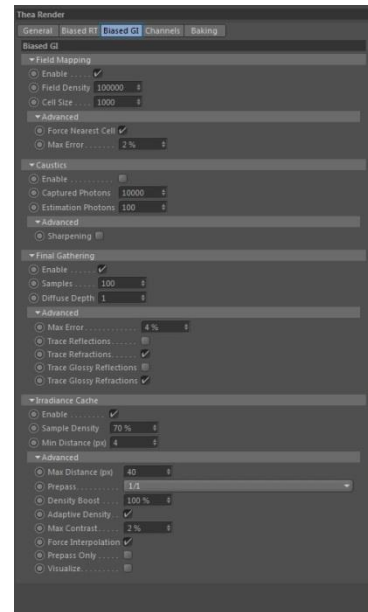 Thea Render
General Biased RT Biased GI Channels Baking
Biased GI
Field Mapping
Enable . . . . .
Field Density 100000
Cell Size . . . . 1000
Advanced
Force Nearest Cell
Max Error . . . . . . . 2 %
Caustics
Enable . . . . . . . . . .
Captured Photons 10000
Estimation Photons 100
Advanced
Sharpening
Final Gathering
Enable . . . . . .
Samples . . . . . 100
Diffuse Depth 1
Advanced
Max Error . . . . . . . . . . . . 4 %
Trace Reflections . . . . . .
Trace Refractions . . . . . .
Trace Glossy Reflections
Trace Glossy Refractions
Irradiance Cache
Enable . . . . . . . .
Sample Density 70 %
Min Distance (px) 4
Advanced
Max Distance (px) 40
Prepass . . . . . . . . . 1/1
Density Boost . . . . 100 %
Adaptive Density . .
Max Contrast . . . . . 2 %
Force Interpolation
Prepass Only . . . .
Visualize . . . . . . . .